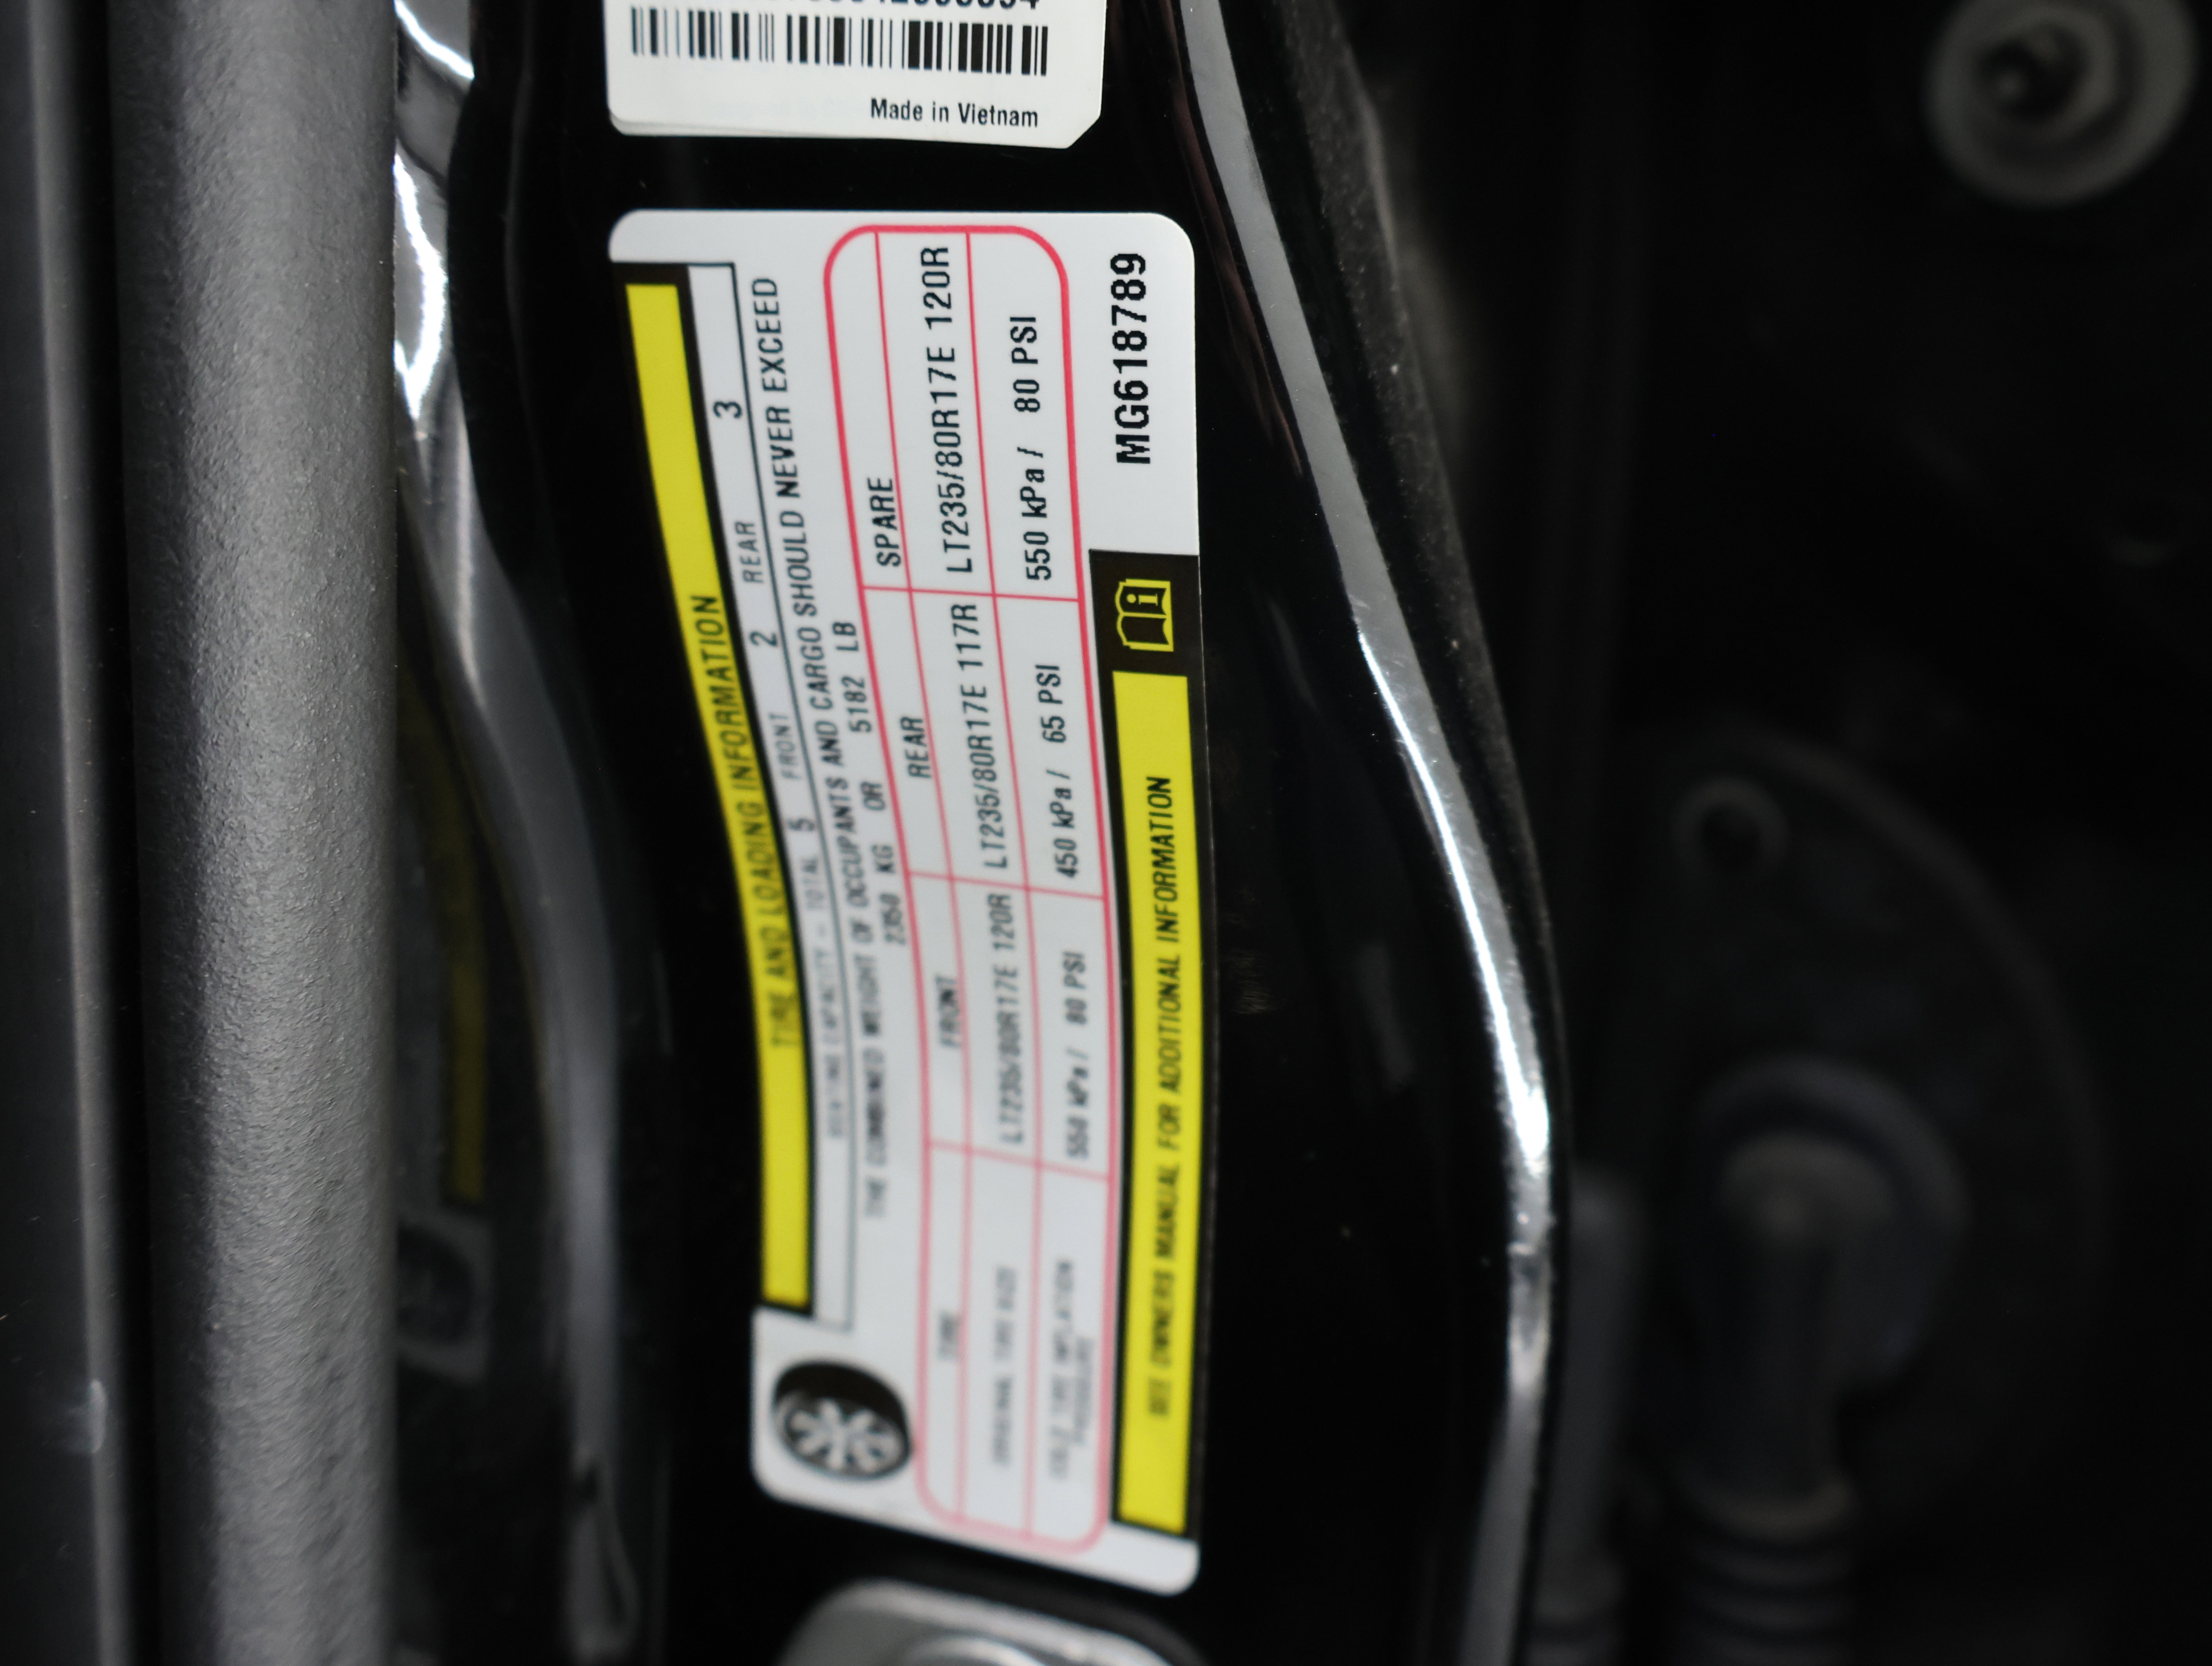 Made in Vietnam
TIRE AND LOADING INFORMATION
SEATING CAPACITY - TOTAL 5 FRONT 2 REAR 3
THE COMBINED WEIGHT OF OCCUPANTS AND CARGO SHOULD NEVER EXCEED
2350 KG OR 5182 LB
TIRE FRONT REAR SPARE
ORIGINAL TIRE SIZE LT235/80R17E 120R LT235/80R17E 117R LT235/80R17E 120R
COLD TIRE INFLATION PRESSURE 550 kPa / 80 PSI 450 kPa / 65 PSI 550 kPa / 80 PSI
SEE OWNERS MANUAL FOR ADDITIONAL INFORMATION
MG618789